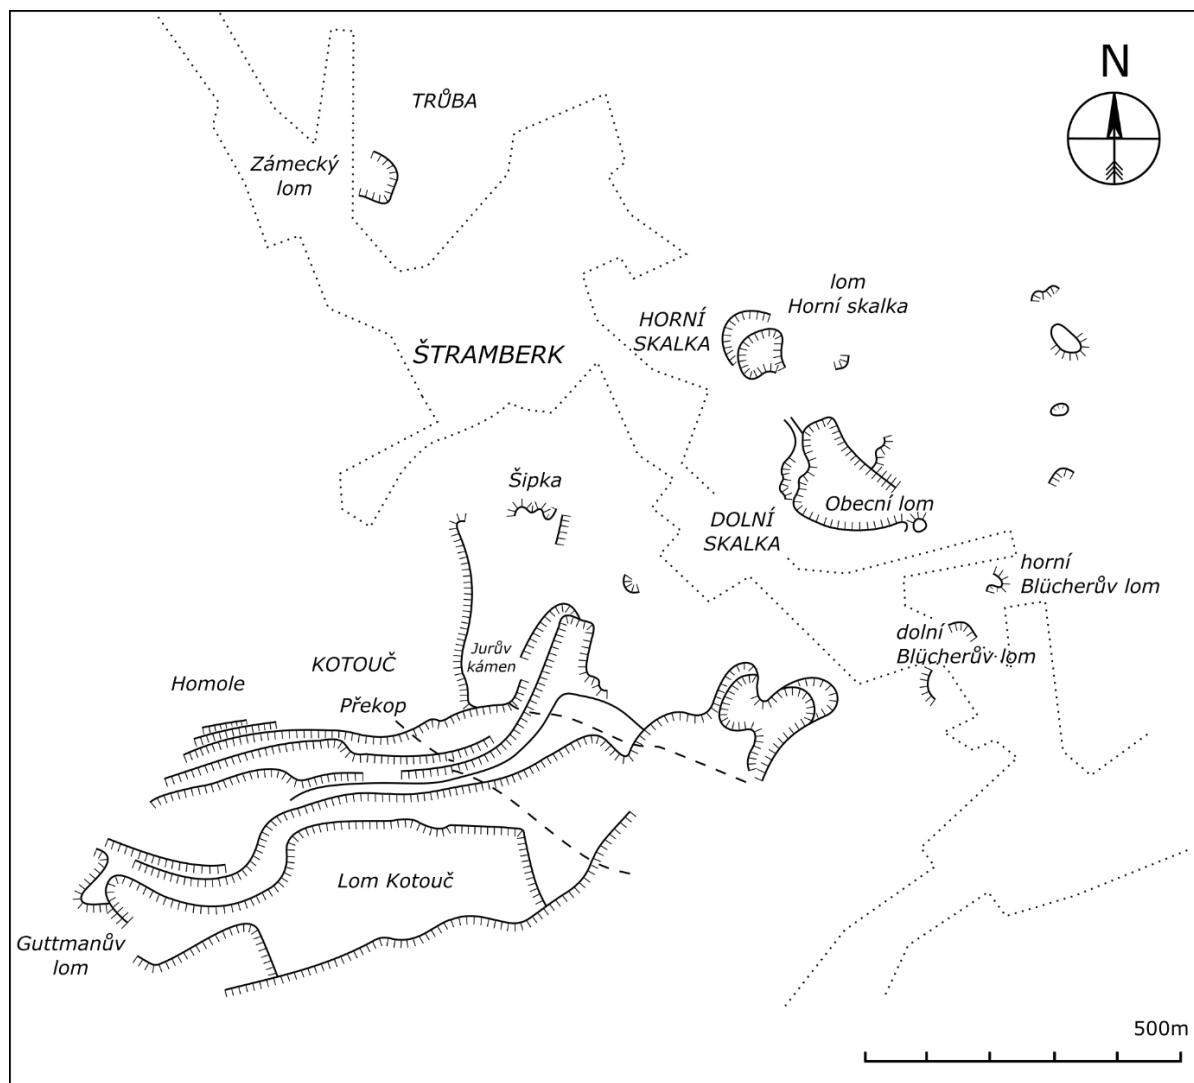 N
TRŮBA
Zámecký
lom
lom
Horní skalka
HORNÍ
SKALKA
ŠTRAMBERK
Šipka
Obecní lom
DOLNÍ
SKALKA
horní
Blücherův lom
dolní
Blücherův lom
Jurův
kámen
KOTOUČ
Homole
Překop
Lom Kotouč
Guttmanův
lom
500m